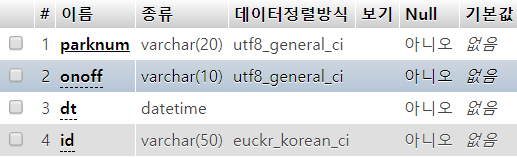 # 이름 종류 데이터정렬방식 보기 Null 기본값
1 parknum varchar(20) utf8_general_ci 아니오 없음
2 onoff varchar(10) utf8_general_ci 아니오 없음
3 dt datetime 아니오 없음
4 id varchar(50) euckr_korean_ci 아니오 없음